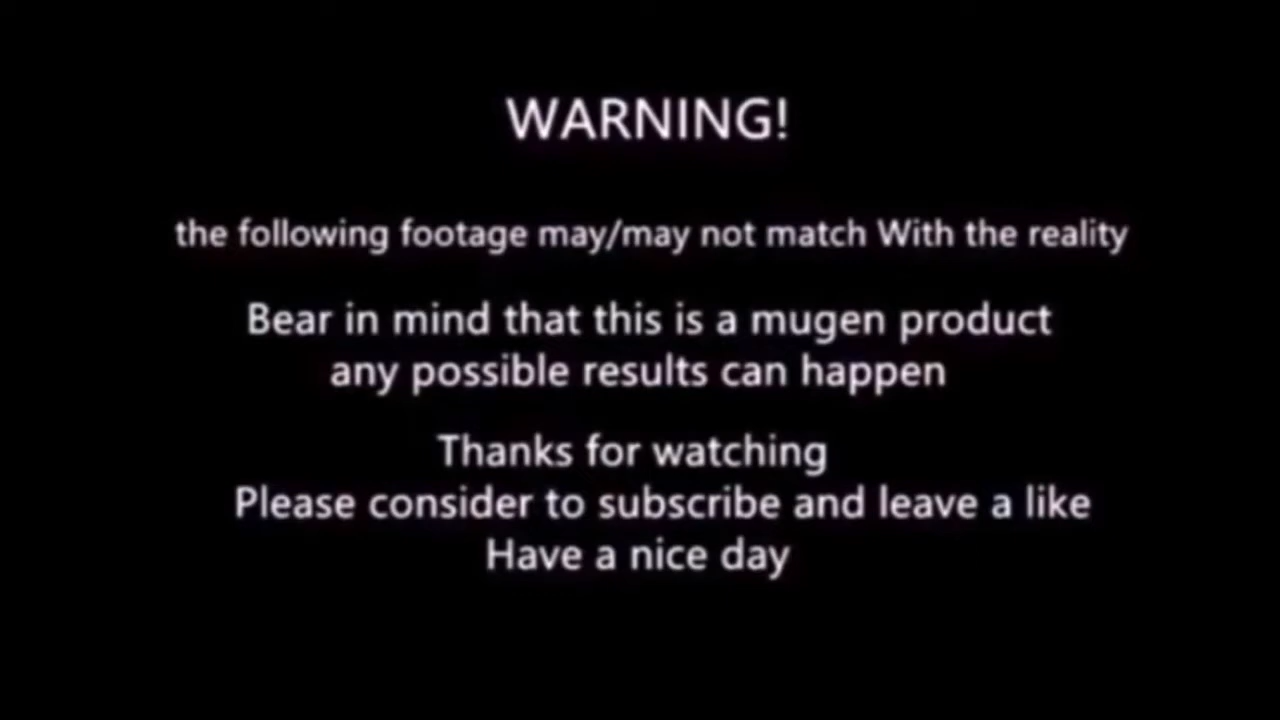 WARNING!
the following footage may/may not match With the reality
Bear in mind that this is a mugen product
any possible results can happen
Thanks for watching
Please consider to subscribe and leave a like
Have a nice day